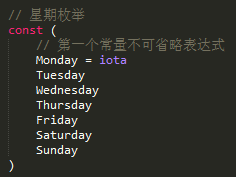 // 星期枚举
const (
    // 第一个常量不可省略表达式
    Monday = iota
    Tuesday
    Wednesday
    Thursday
    Friday
    Saturday
    Sunday
)